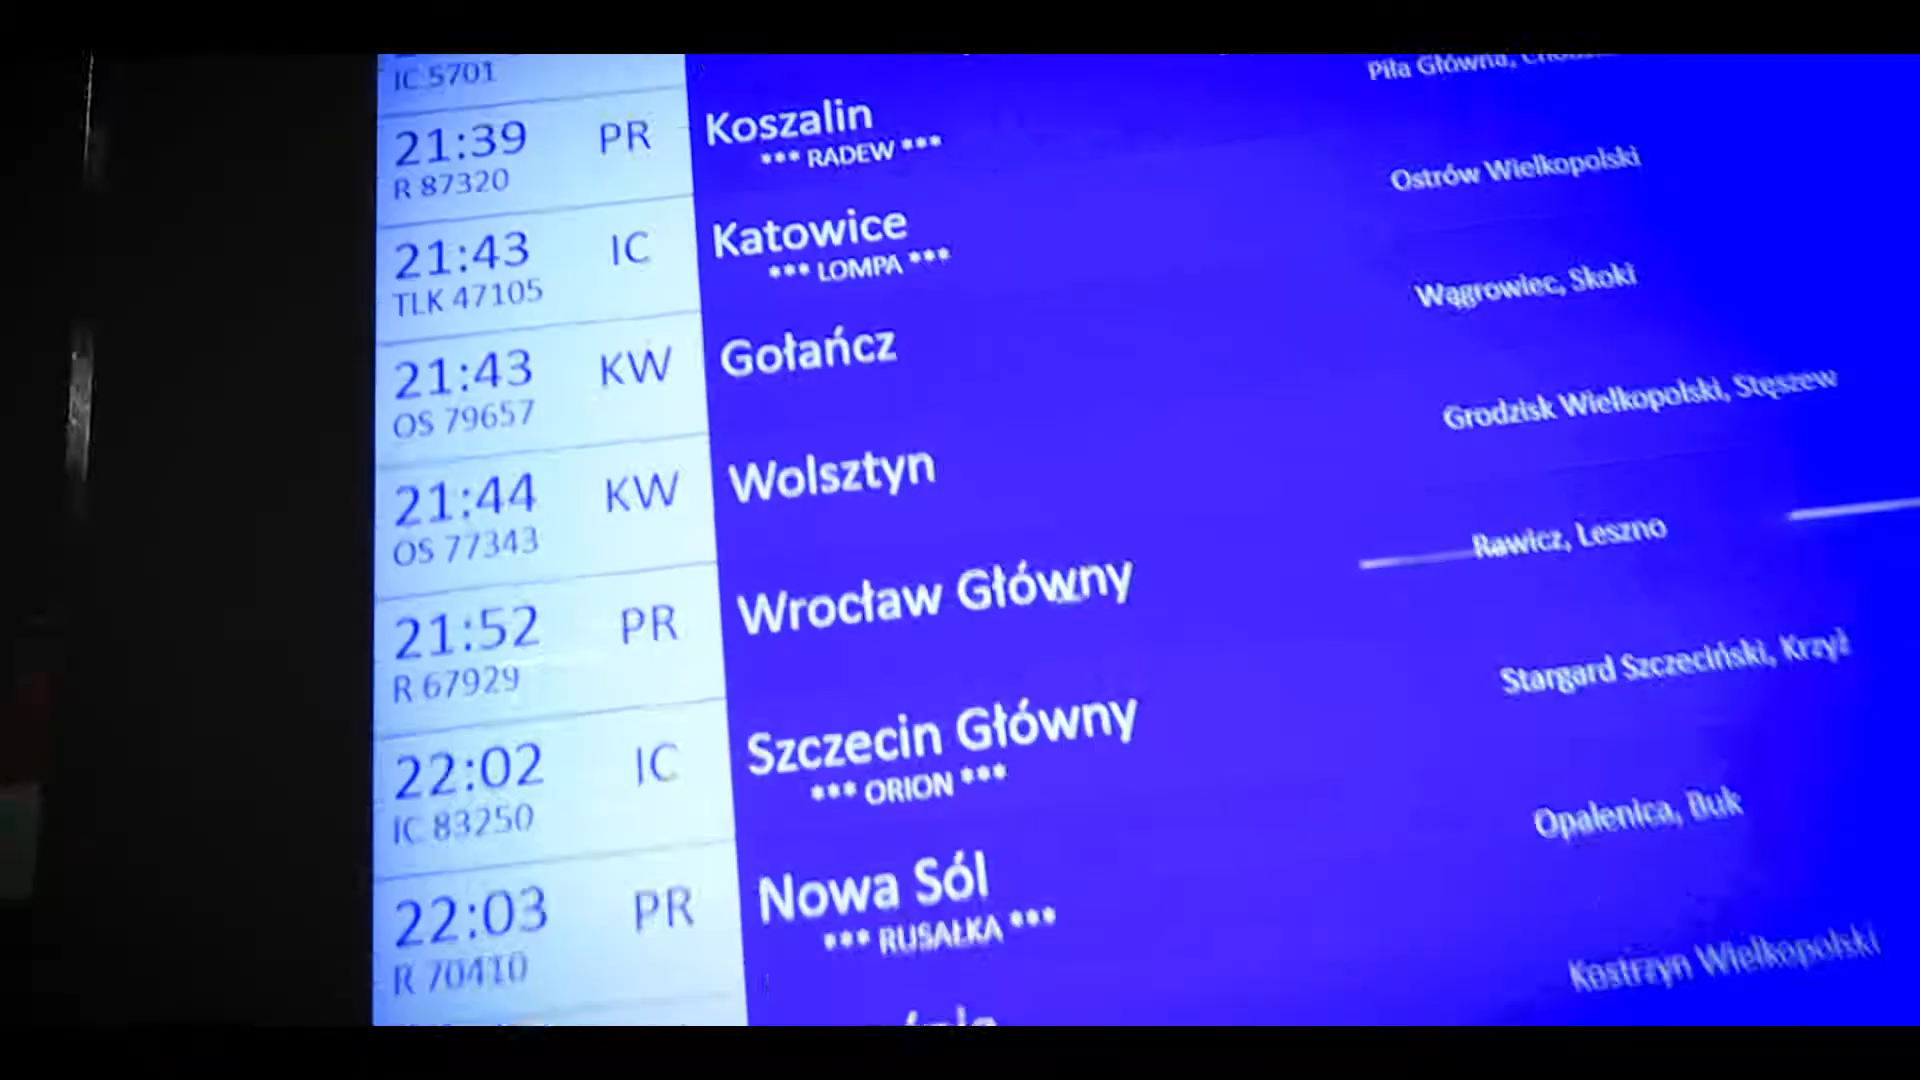 IC 5701
Piła Główna,
21:39 PR Koszalin
R 87320 *** RADEW ***
Ostrów Wielkopolski
21:43 IC Katowice
TLK 47105 *** LOMPA ***
Wągrowiec, Skoki
21:43 KW Gołańcz
OS 79657
Grodzisk Wielkopolski, Stęszew
21:44 KW Wolsztyn
OS 77343
Rawicz, Leszno
21:52 PR Wrocław Główny
R 67929
Stargard Szczeciński, Krzyż
22:02 IC Szczecin Główny
IC 83250 *** ORION ***
Opalenica, Buk
22:03 PR Nowa Sól
R 70410 *** RUSAŁKA ***
Kostrzyn Wielkopolski